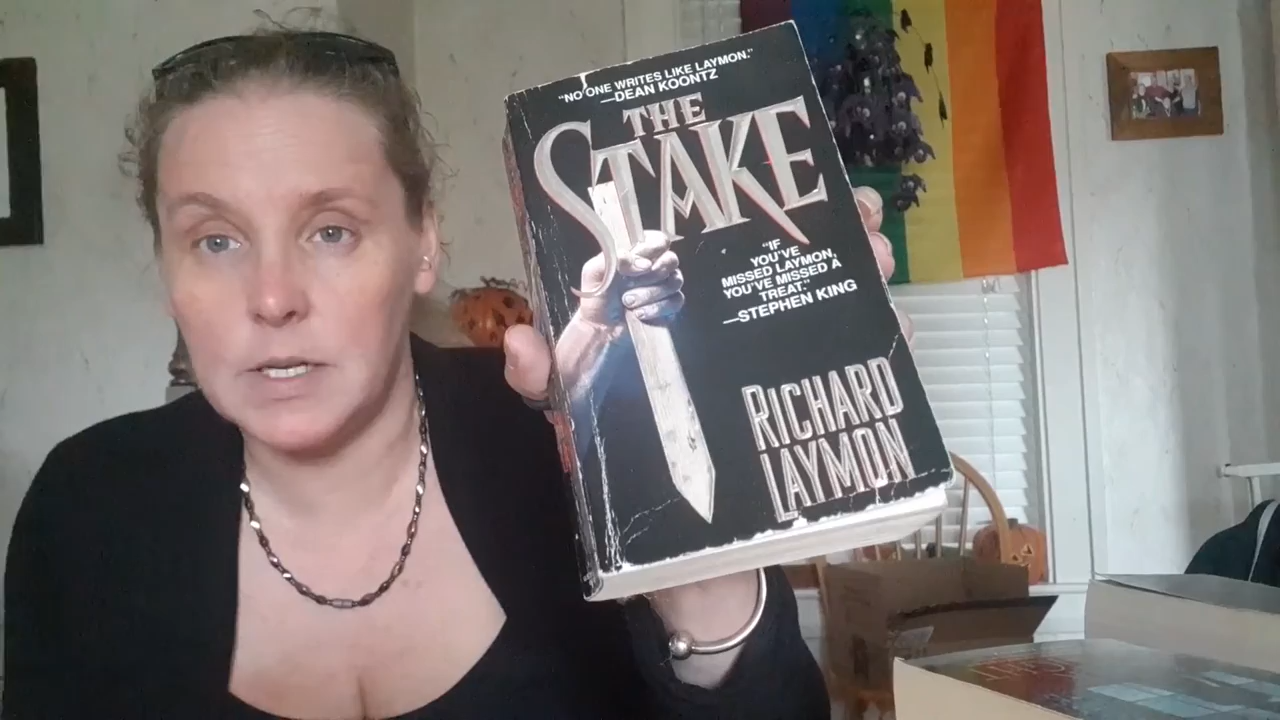 "NO ONE WRITES LIKE LAYMON."
—DEAN KOONTZ
THE
STAKE
"IF
YOU'VE
MISSED LAYMON,
YOU'VE MISSED A
TREAT."
—STEPHEN KING
RICHARD
LAYMON